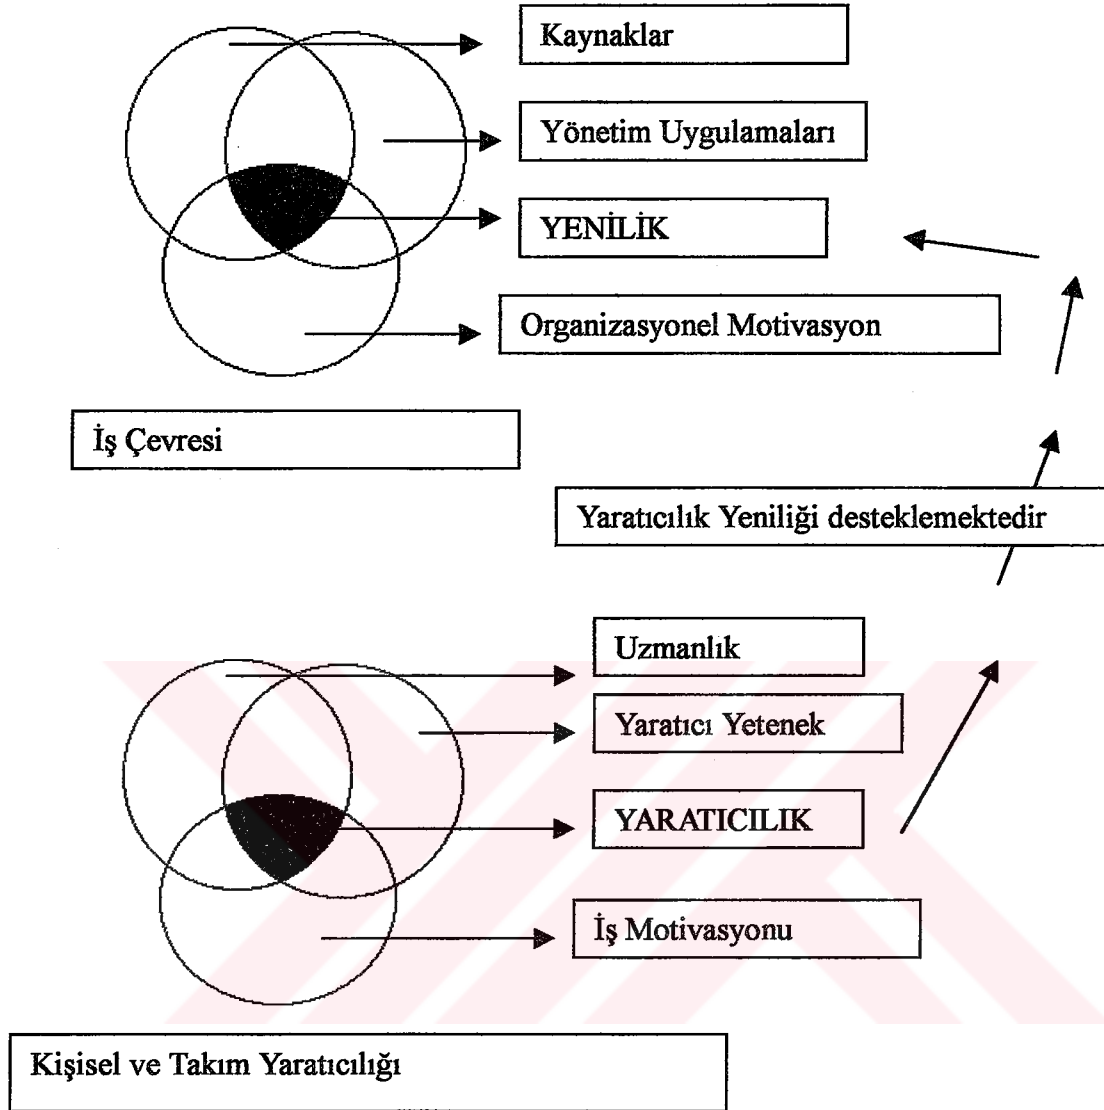 Kaynaklar
Yönetim Uygulamaları
YENİLİK
Organizasyonel Motivasyon
İş Çevresi
Yaratıcılık Yeniliği desteklemektedir
Uzmanlık
Yaratıcı Yetenek
YARATICILIK
İş Motivasyonu
Kişisel ve Takım Yaratıcılığı